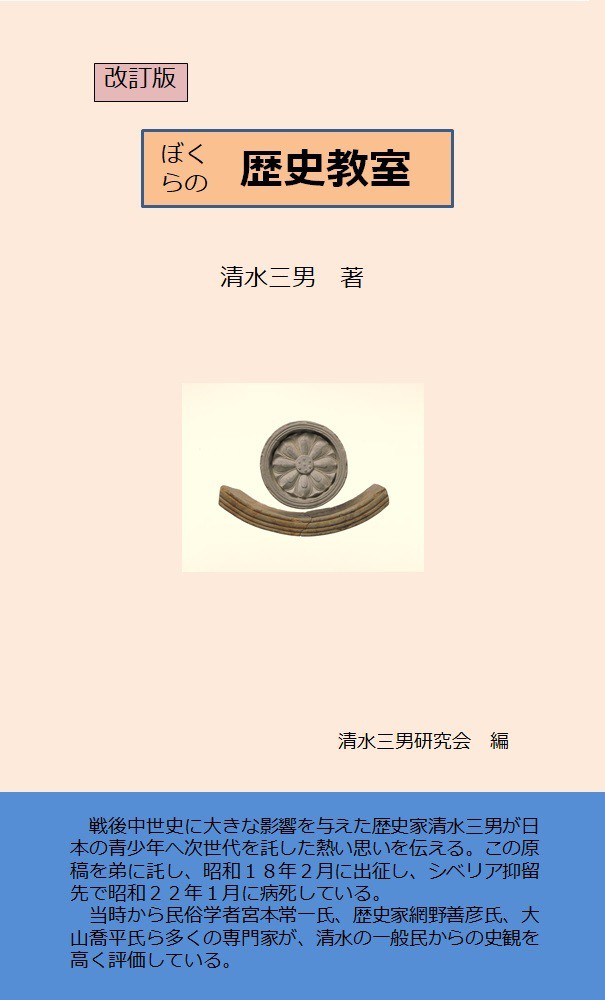 改訂版
ぼく
らの
歴史教室
清水三男　著
清水三男研究会　編
　戦後中世史に大きな影響を与えた歴史家清水三男が日
本の青少年へ次世代を託した熱い思いを伝える。この原
稿を弟に託し、昭和１８年２月に出征し、シベリア抑留
先で昭和２２年１月に病死している。
　当時から民俗学者宮本常一氏、歴史家網野善彦氏、大
山喬平氏ら多くの専門家が、清水の一般民からの史観を
高く評価している。